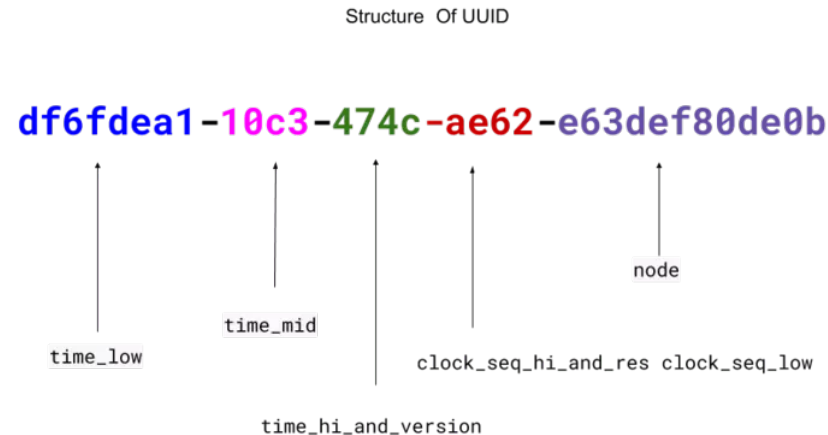 Structure Of UUID
df6fdea1-10c3-474c-ae62-e63def80de0b
node
time_mid
time_low
clock_seq_hi_and_res clock_seq_low
time_hi_and_version